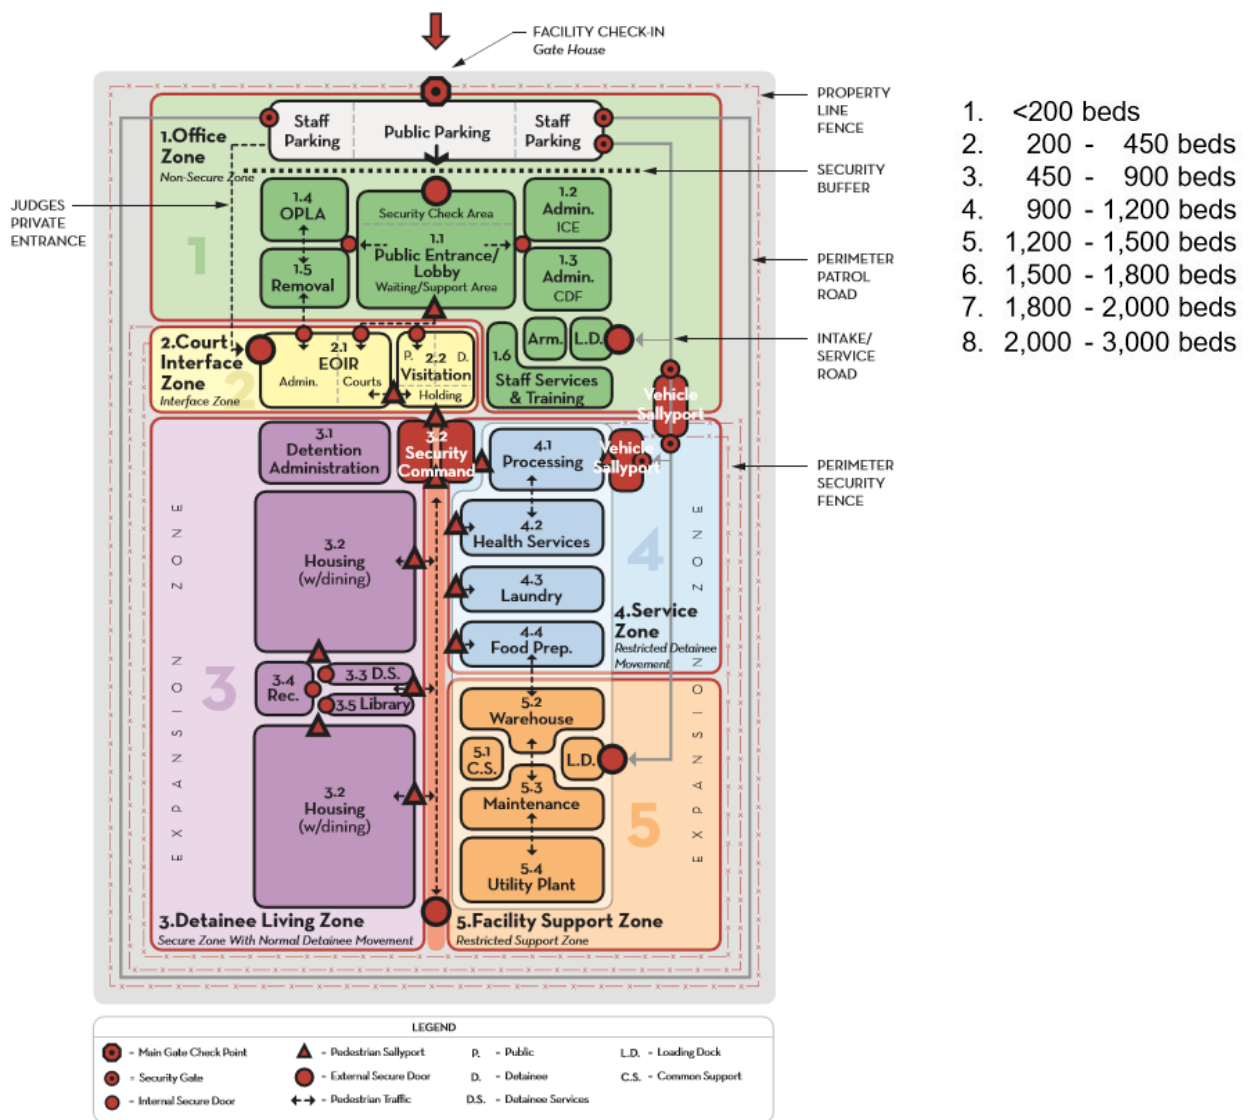 FACILITY CHECK-IN
Gate House
PROPERTY
LINE
FENCE
SECURITY
BUFFER
JUDGES
PRIVATE
ENTRANCE
PERIMETER
PATROL
ROAD
INTAKE/
SERVICE
ROAD
PERIMETER
SECURITY
FENCE
1. <200 beds
2. 200 - 450 beds
3. 450 - 900 beds
4. 900 - 1,200 beds
5. 1,200 - 1,500 beds
6. 1,500 - 1,800 beds
7. 1,800 - 2,000 beds
8. 2,000 - 3,000 beds
1.Office
Zone
Non-Secure Zone
1
Staff
Parking
Public Parking
Staff
Parking
1.4
OPLA
Security Check Area
1.1
Public Entrance/
Lobby
Waiting/Support Area
1.2
Admin.
ICE
1.5
Removal
1.3
Admin.
CDF
Arm.
L.D.
1.6
Staff Services
& Training
2.Court
Interface
Zone
Interface Zone
2
2.1
EOIR
Admin.
Courts
P.
2.2
D.
Visitation
Holding
Vehicle
Sallyport
3.1
Detention
Administration
3.2
Security
Command
4.1
Processing
Vehicle
Sallyport
EXPANSION ZONE
3
3.2
Housing
(w/dining)
4.2
Health Services
4
4.3
Laundry
4.4
Food Prep.
4.Service
Zone
Restricted Detainee
Movement
EXPANSION ZONE
3.4
Rec.
3.3 D.S.
3.5 Library
3.2
Housing
(w/dining)
5.2
Warehouse
5.1
C.S.
L.D.
5.3
Maintenance
5
5.4
Utility Plant
3.Detainee Living Zone
Secure Zone With Normal Detainee Movement
5.Facility Support Zone
Restricted Support Zone
LEGEND
- Main Gate Check Point
- Security Gate
- Internal Secure Door
- Pedestrian Sallyport
- External Secure Door
- Pedestrian Traffic
P. - Public
D. - Detainee
D.S. - Detainee Services
L.D. - Loading Dock
C.S. - Common Support